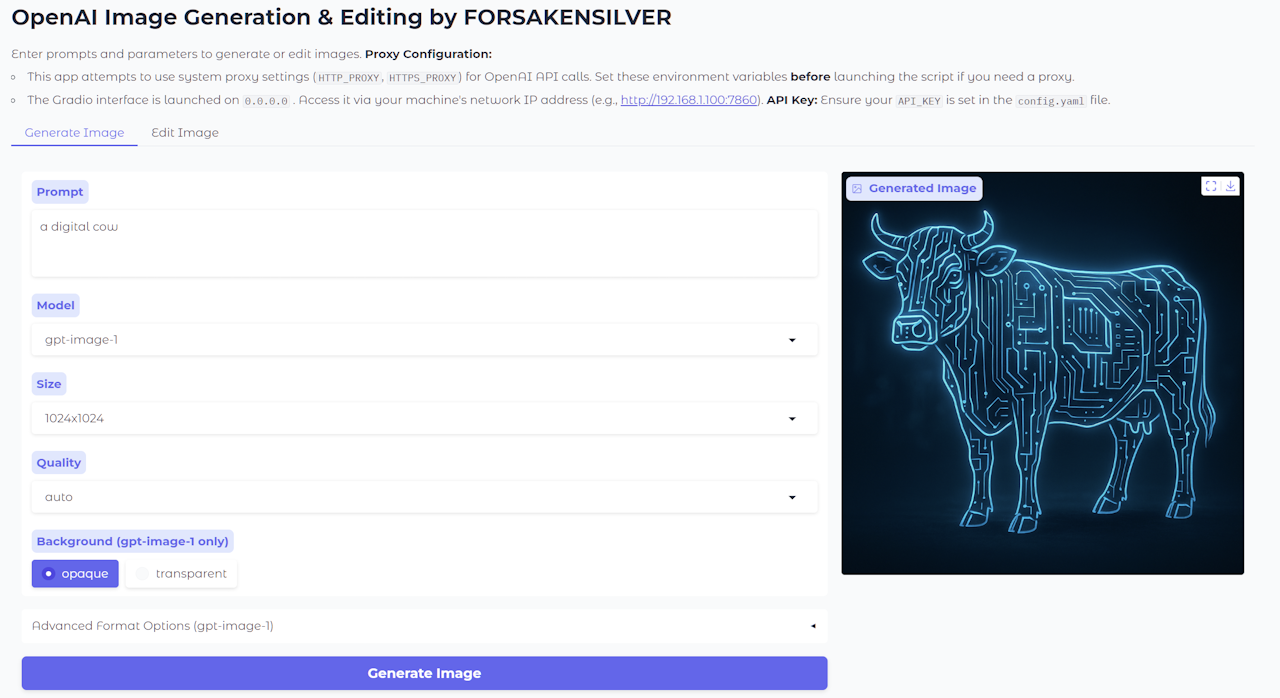 OpenAI Image Generation & Editing by FORSAKENSILVER
Enter prompts and parameters to generate or edit images. Proxy Configuration:
This app attempts to use system proxy settings (HTTP_PROXY, HTTPS_PROXY) for OpenAI API calls. Set these environment variables before launching the script if you need a proxy.
The Gradio interface is launched on 0.0.0.0 . Access it via your machine's network IP address (e.g., http://192.168.1.100:7860). API Key: Ensure your API_KEY is set in the config.yaml file.
Generate Image Edit Image
Prompt
a digital cow
Model
gpt-image-1
Size
1024x1024
Quality
auto
Background (gpt-image-1 only)
opaque transparent
Advanced Format Options (gpt-image-1)
Generate Image
Generated Image